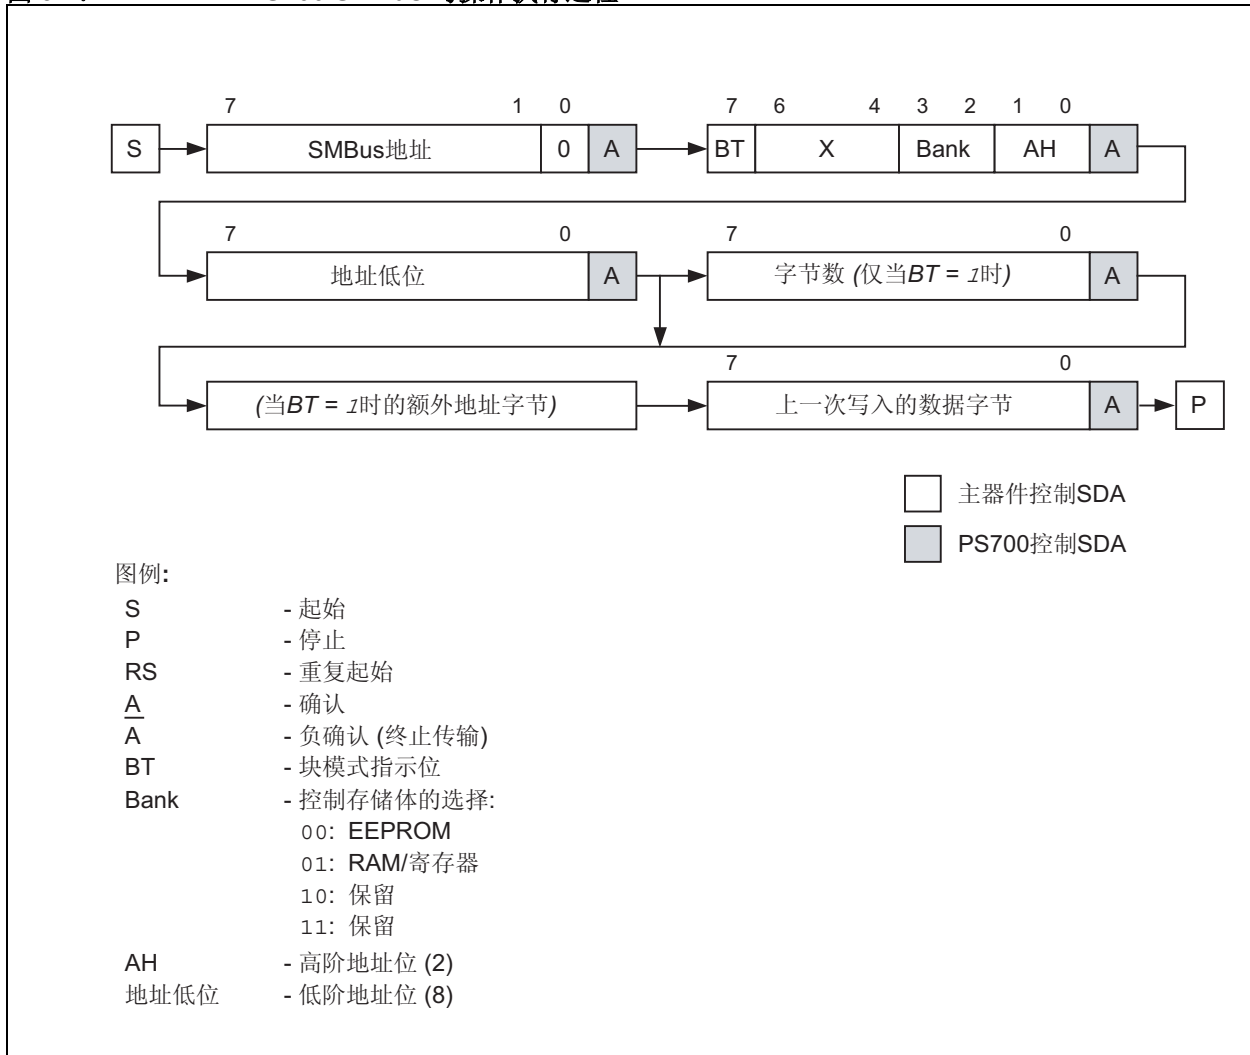 7 1 0 7 6 4 3 2 1 0
S SMBus地址 0 A BT X Bank AH A
7 0 7 0
地址低位 A 字节数 (仅当BT = 1时) A
7 0
(当BT = 1时的额外地址字节) 上一次写入的数据字节 A P
主器件控制SDA
PS700控制SDA
图例:
S - 起始
P - 停止
RS - 重复起始
A - 确认
A̅ - 负确认 (终止传输)
BT - 块模式指示位
Bank - 控制存储体的选择:
00: EEPROM
01: RAM/寄存器
10: 保留
11: 保留
AH - 高阶地址位 (2)
地址低位 - 低阶地址位 (8)